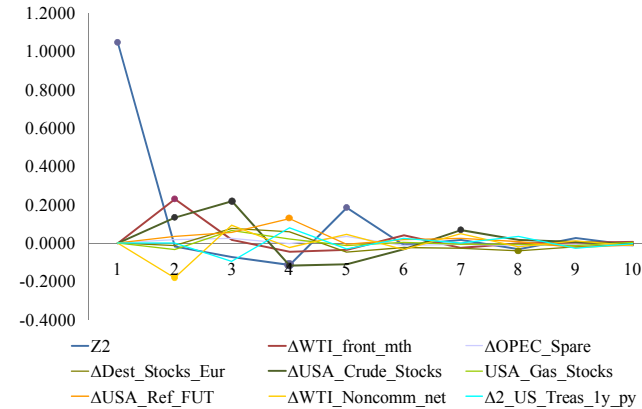 1.2000
1.0000
0.8000
0.6000
0.4000
0.2000
0.0000
-0.2000
-0.4000
1 2 3 4 5 6 7 8 9 10
Z2 ΔWTI_front_mth ΔOPEC_Spare
ΔDest_Stocks_Eur ΔUSA_Crude_Stocks USA_Gas_Stocks
ΔUSA_Ref_FUT ΔWTI_Noncomm_net Δ2_US_Treas_1y_py